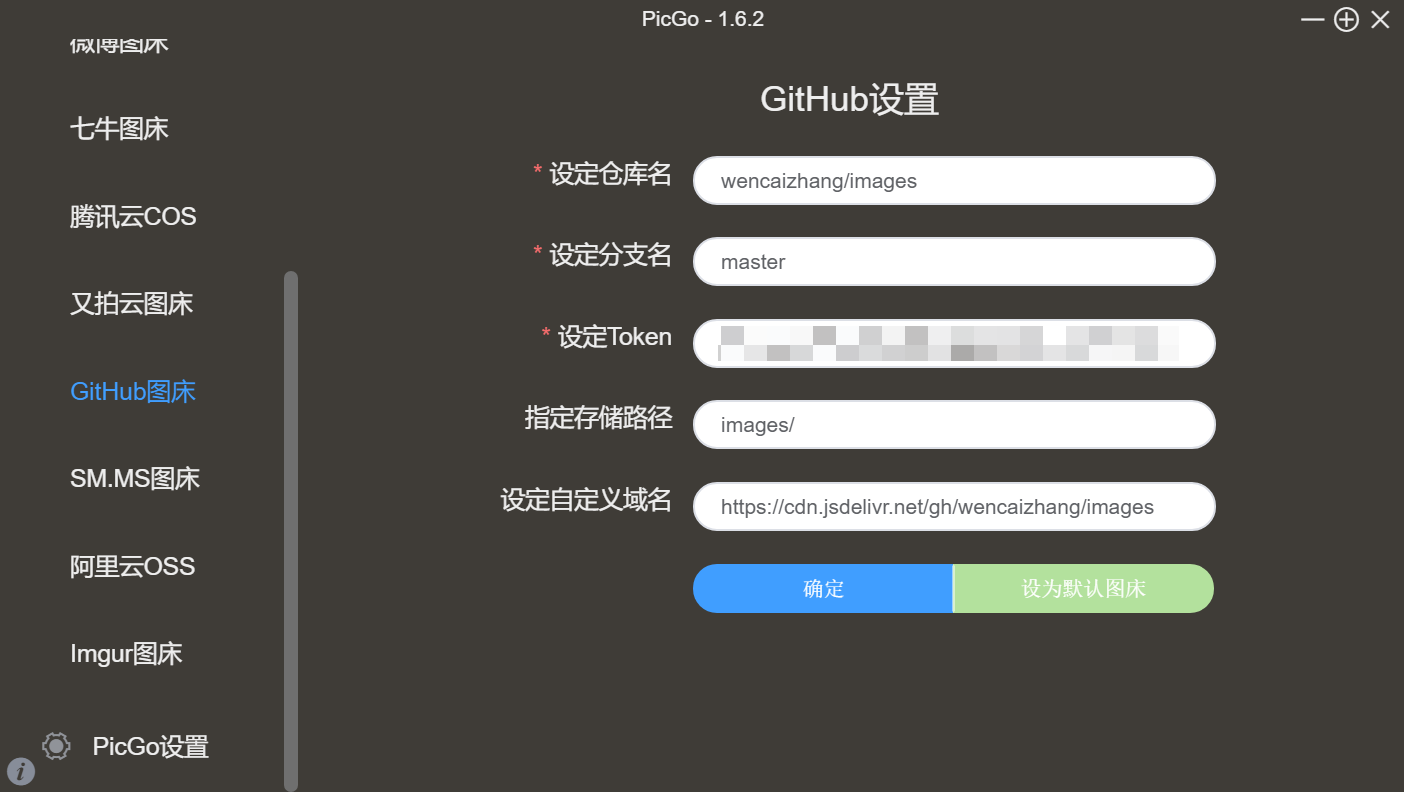 PicGo - 1.6.2
微博图床
七牛图床
腾讯云COS
又拍云图床
GitHub图床
SM.MS图床
阿里云OSS
Imgur图床
PicGo设置
GitHub设置
* 设定仓库名 wencaizhang/images
* 设定分支名 master
* 设定Token
指定存储路径 images/
设定自定义域名 https://cdn.jsdelivr.net/gh/wencaizhang/images
确定 设为默认图床